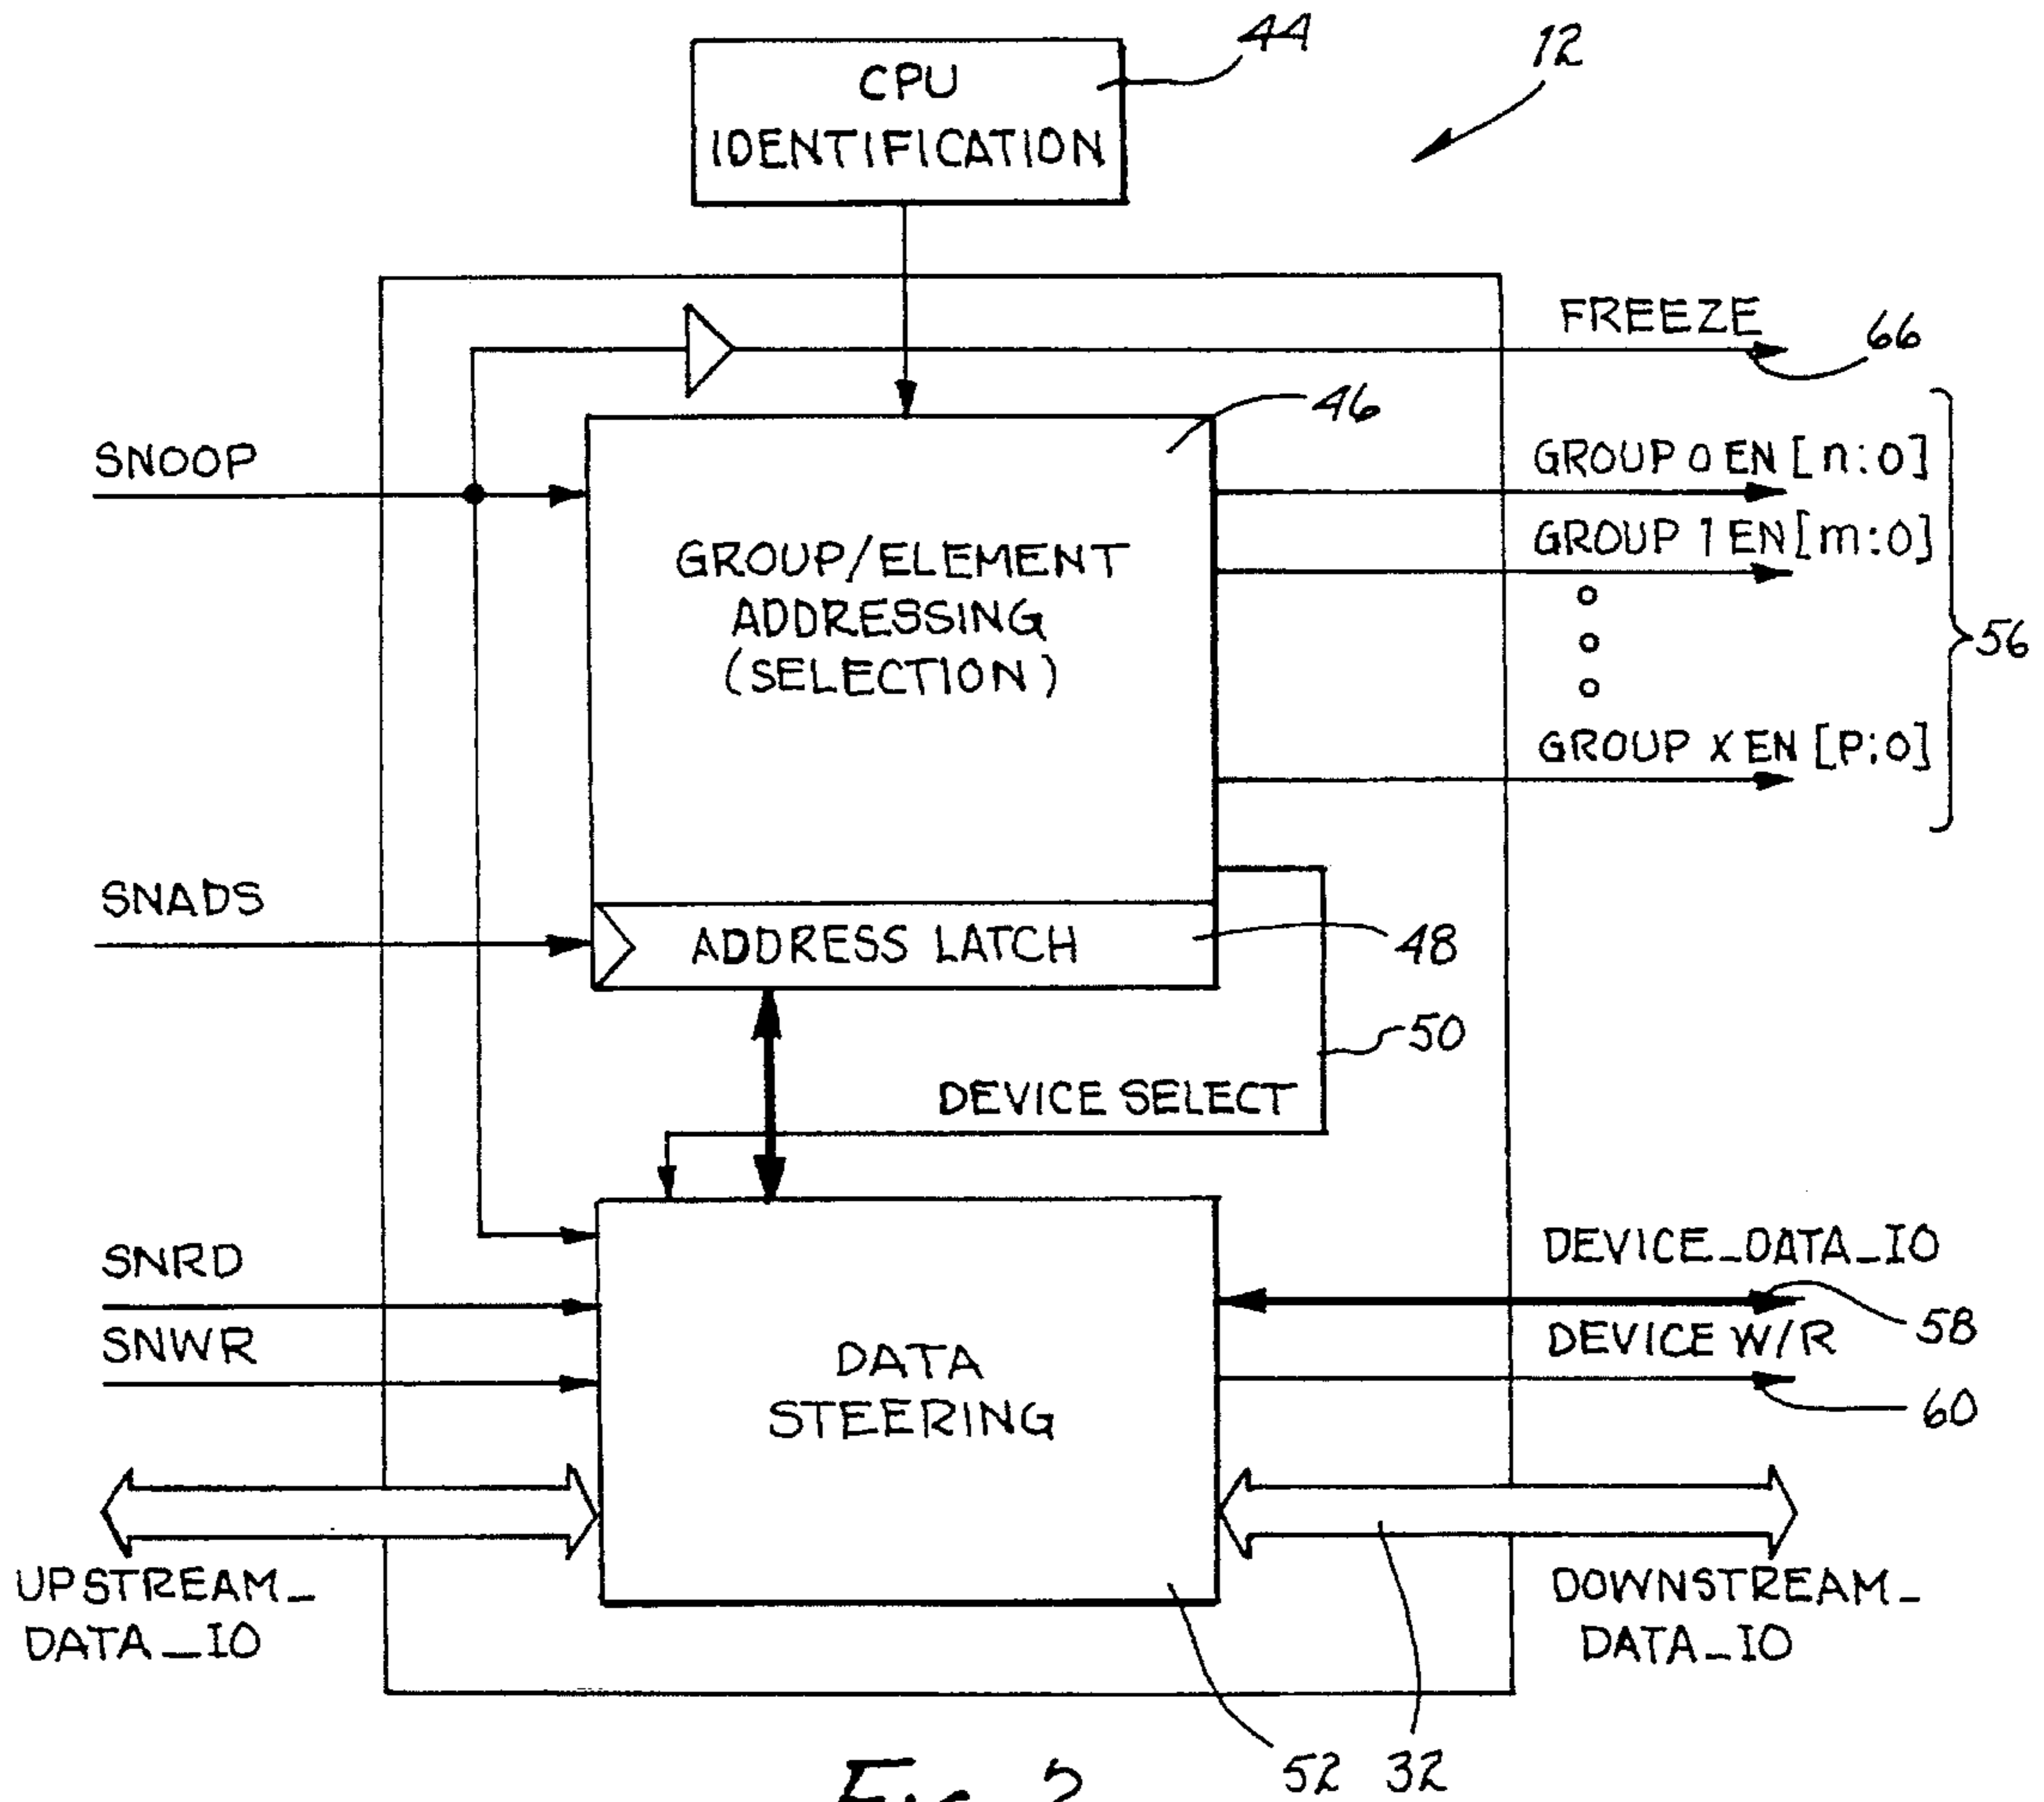 44
12
CPU
IDENTIFICATION
FREEZE
66
46
SNOOP
GROUP 0 EN [n:0]
GROUP/ELEMENT
ADDRESSING
(SELECTION)
GROUP 1 EN [m:0]
56
GROUP X EN [p:0]
SNADS
ADDRESS LATCH
48
50
DEVICE SELECT
SNRD
DEVICE_DATA_IO
58
SNWR
DEVICE W/R
DATA
STEERING
60
UPSTREAM_
DATA_IO
DOWNSTREAM_
DATA_IO
52
32